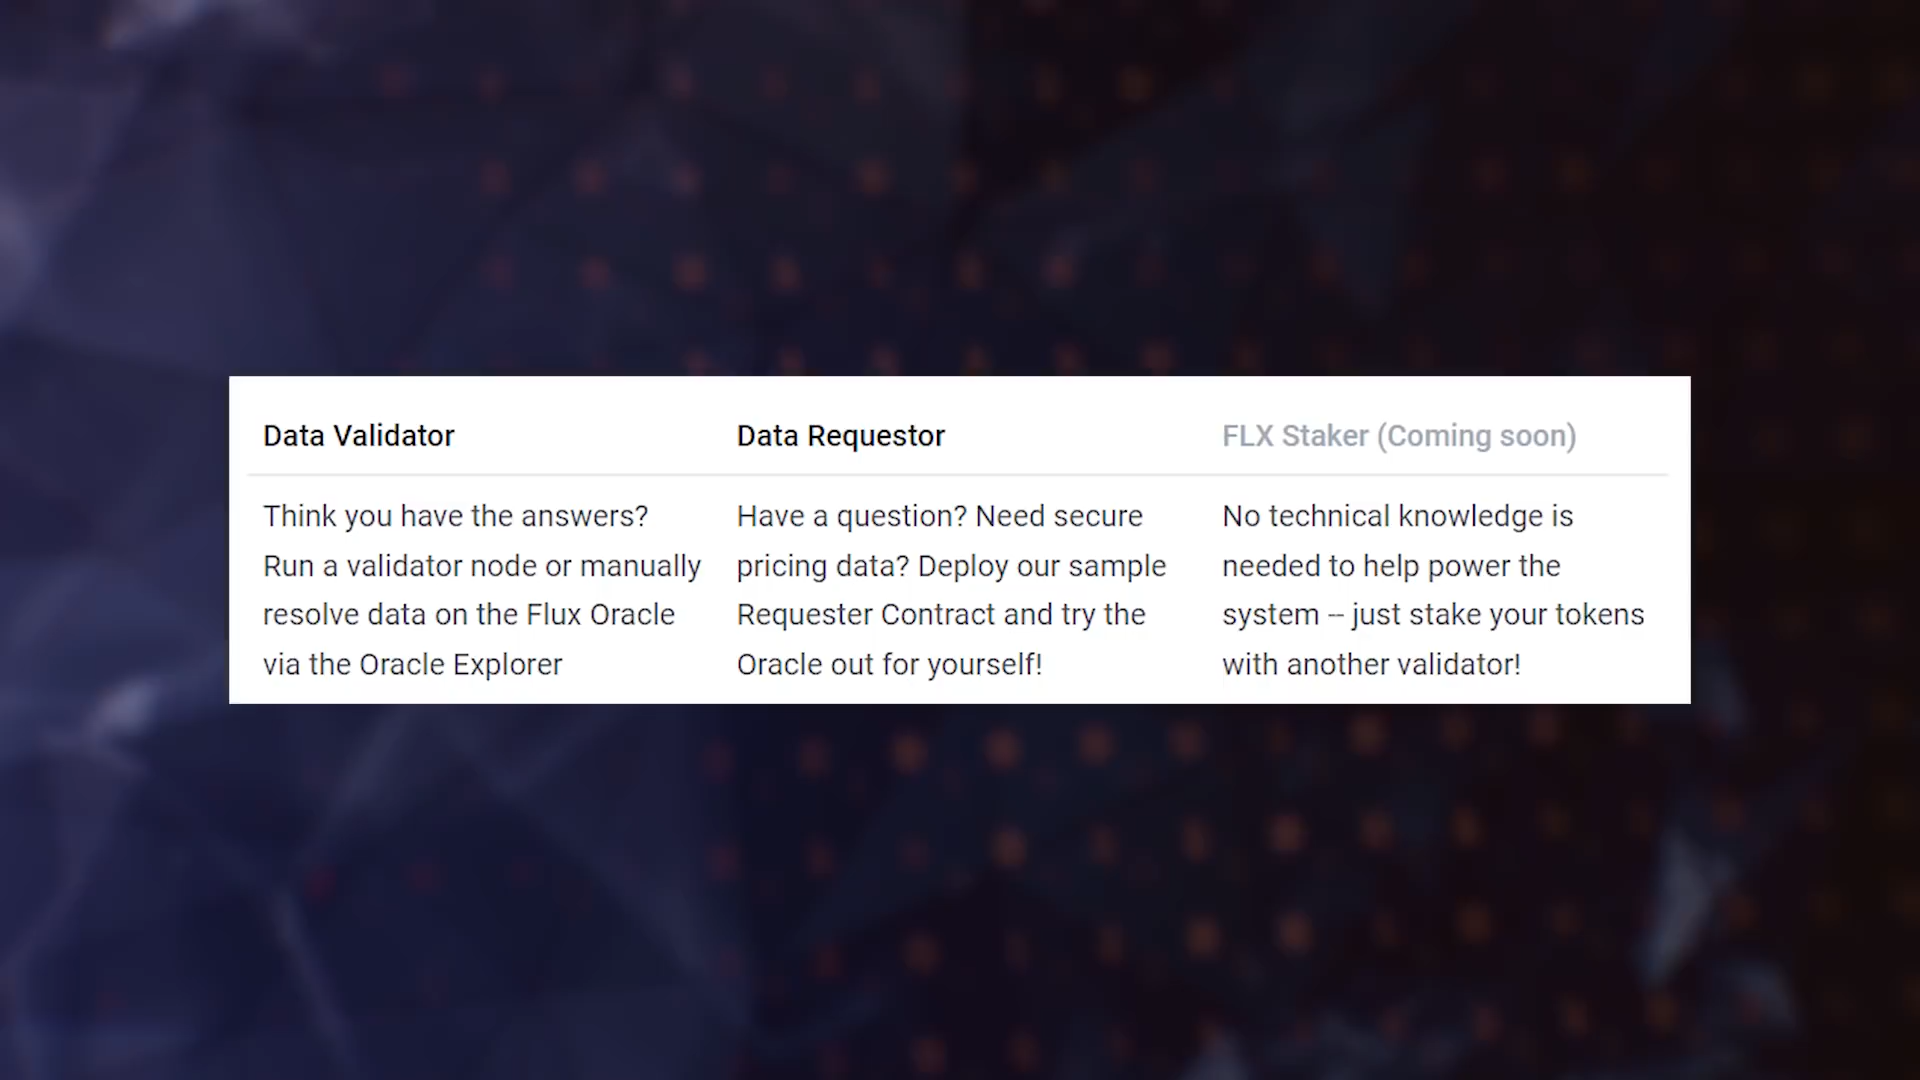 Data Validator
Think you have the answers?
Run a validator node or manually
resolve data on the Flux Oracle
via the Oracle Explorer
Data Requestor
Have a question? Need secure
pricing data? Deploy our sample
Requester Contract and try the
Oracle out for yourself!
FLX Staker (Coming soon)
No technical knowledge is
needed to help power the
system -- just stake your tokens
with another validator!